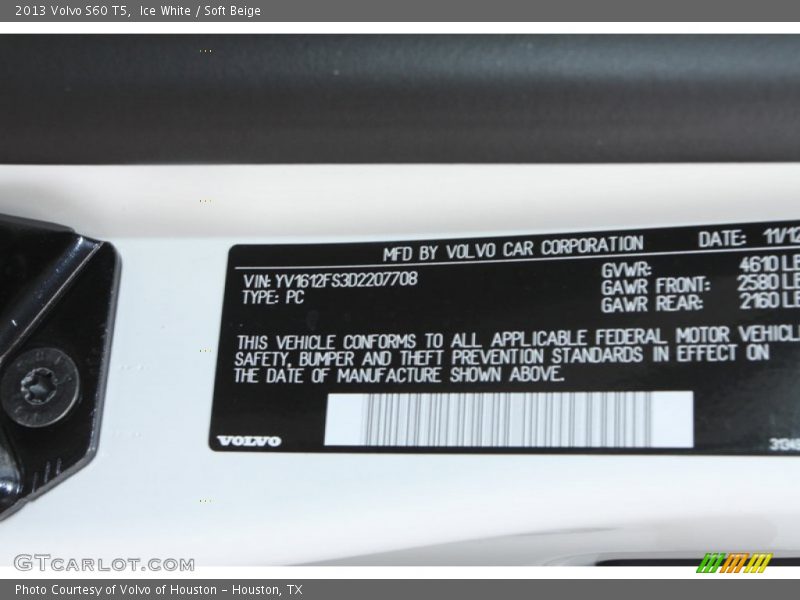 2013 Volvo S60 T5, Ice White / Soft Beige
MFD BY VOLVO CAR CORPORATION DATE: 11/12
VIN: YV1612FS3D2207708 GVWR: 4610 LB
TYPE: PC GAWR FRONT: 2580 LB
GAWR REAR: 2160 LB
THIS VEHICLE CONFORMS TO ALL APPLICABLE FEDERAL MOTOR VEHICL
SAFETY, BUMPER AND THEFT PREVENTION STANDARDS IN EFFECT ON
THE DATE OF MANUFACTURE SHOWN ABOVE.
VOLVO
GTCARLOT.COM
Photo Courtesy of Volvo of Houston - Houston, TX